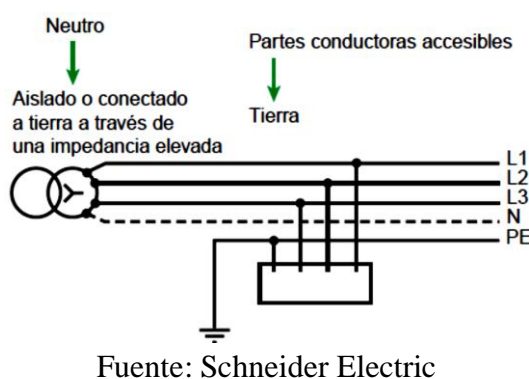 Neutro
Aislado o conectado
a tierra a través de
una impedancia elevada
Partes conductoras accesibles
Tierra
L1
L2
L3
N
PE
Fuente: Schneider Electric